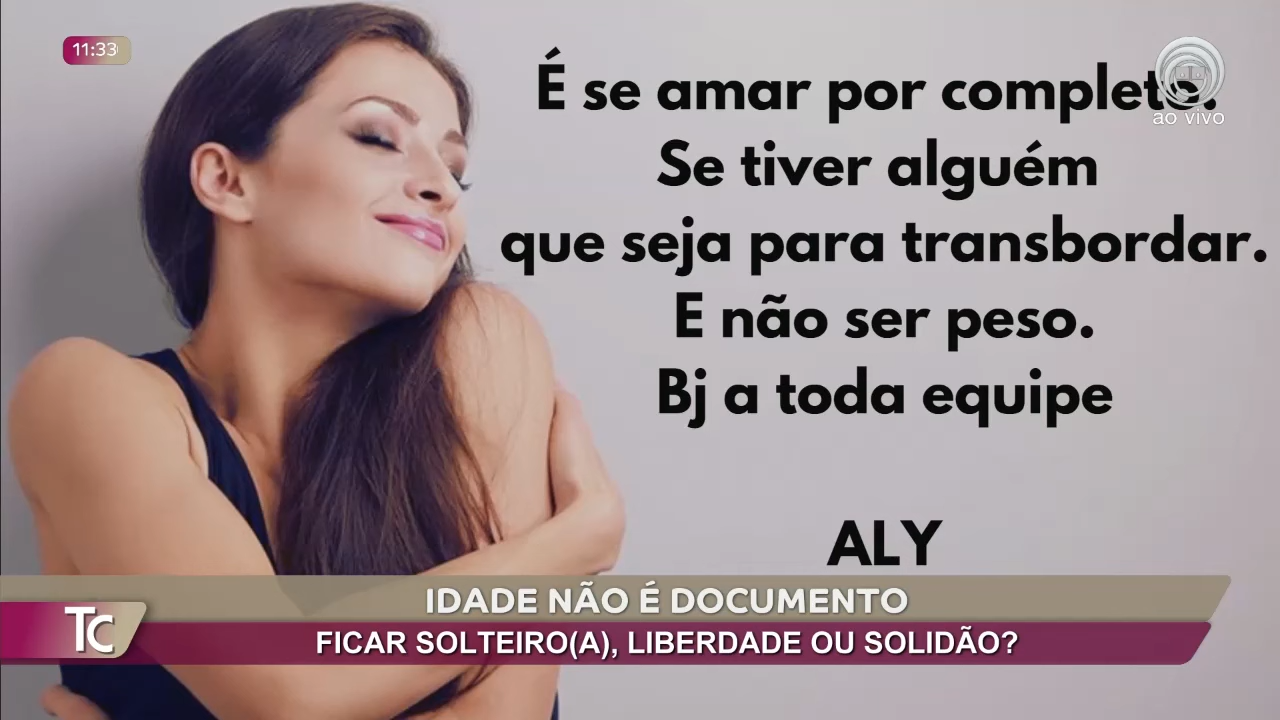 11:33
É se amar por completo.
ao vivo
Se tiver alguém
que seja para transbordar.
E não ser peso.
Bj a toda equipe
ALY
IDADE NÃO É DOCUMENTO
TC
FICAR SOLTEIRO(A), LIBERDADE OU SOLIDÃO?